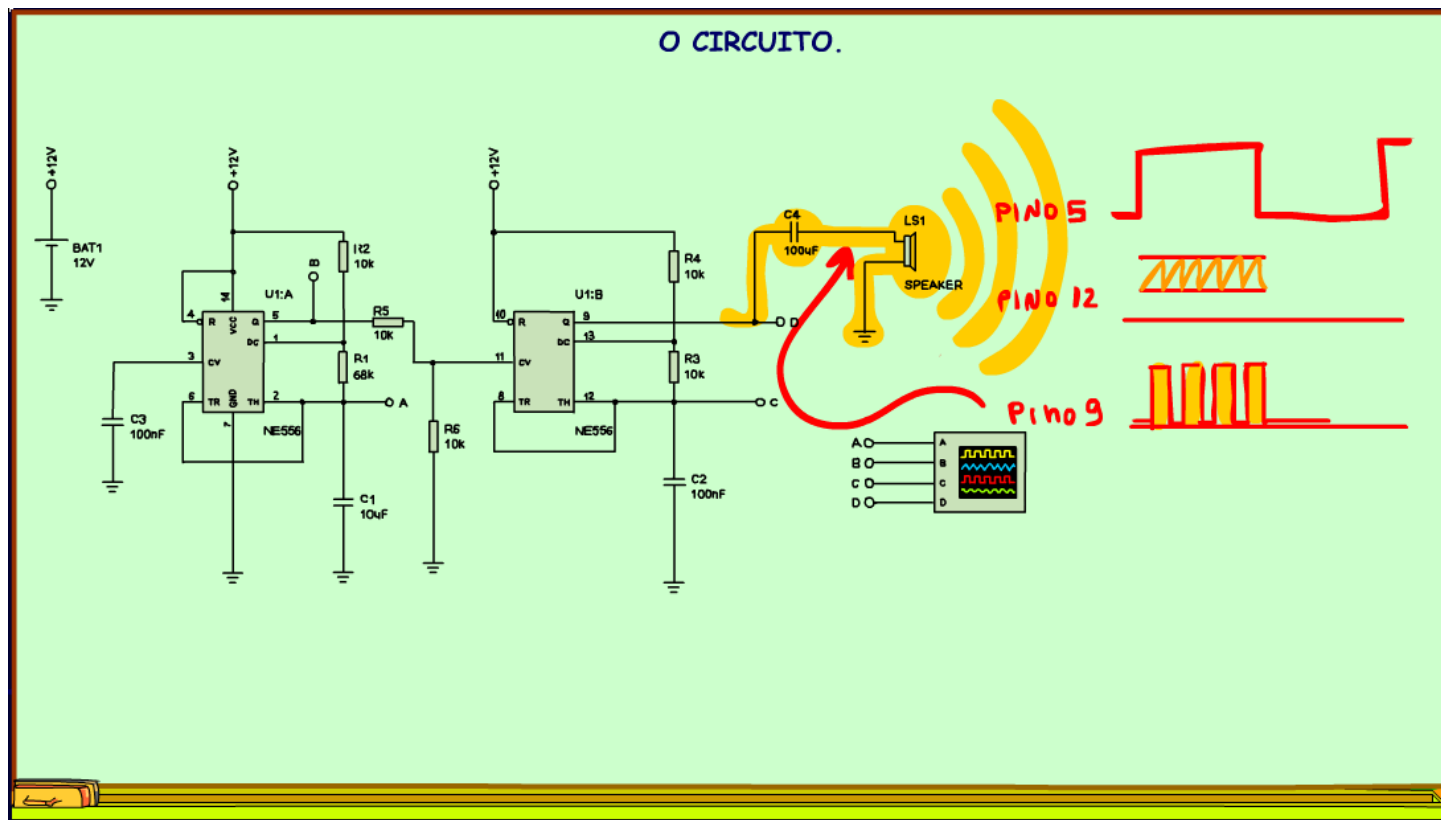 O CIRCUITO.
+12V
BAT1
12V
+12V
R2
10k
B
U1:A
14
VCC
4
R
Q
5
R5
10k
DC
1
R1
68k
3
CV
6
TR
GND
TH
2
A
7
NE556
C3
100nF
C1
10uF
R6
10k
+12V
R4
10k
U1:B
10
R
Q
9
D
DC
13
R3
10k
11
CV
8
TR
TH
12
C
NE556
C2
100nF
C4
100uF
LS1
SPEAKER
PINO 5
PINO 12
Pino 9
A A
B B
C C
D D